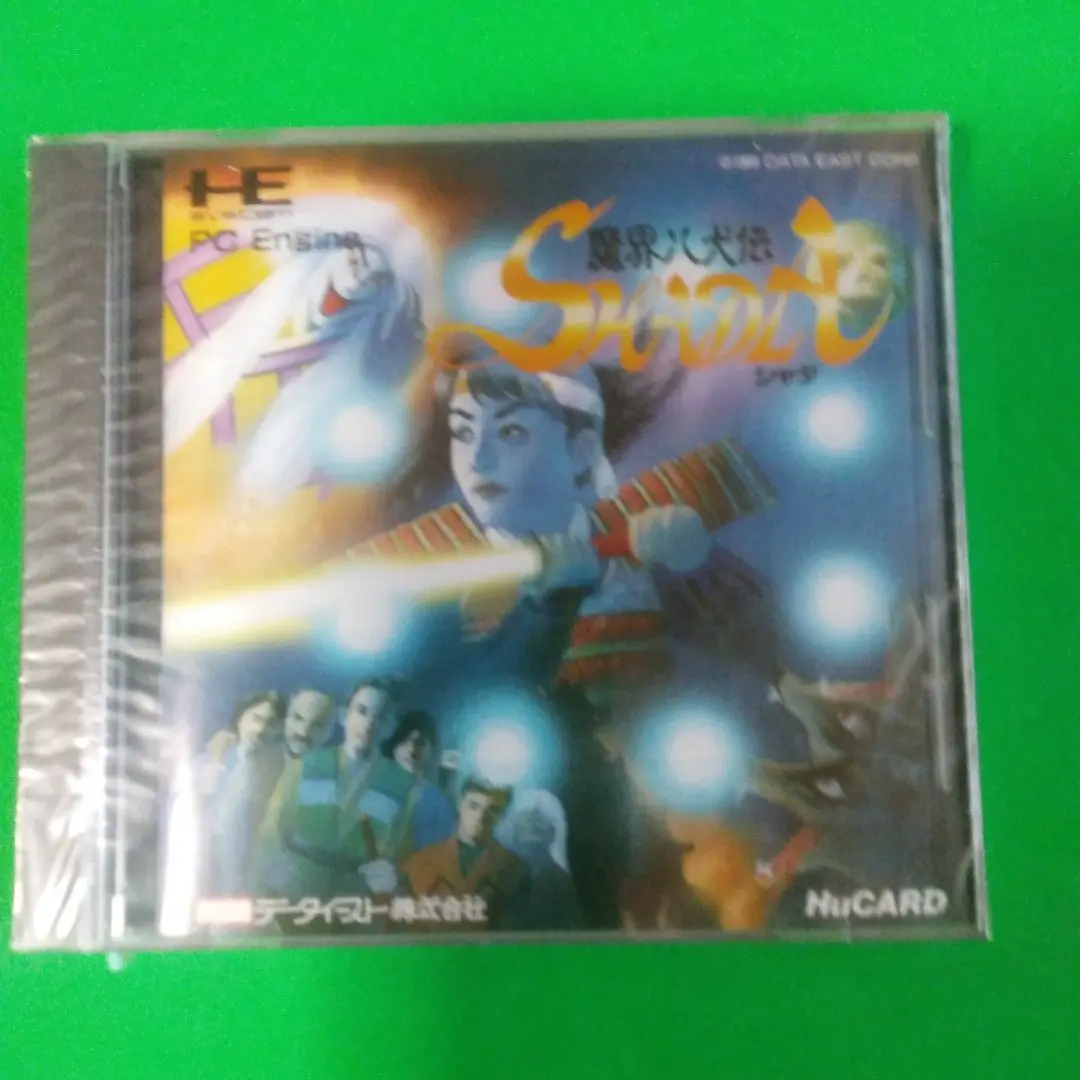 HE
SYSTEM
PC Engine
©1989 DATA EAST CORP.
魔界八犬伝
SHADA
シャダ
データイースト株式会社
HuCARD